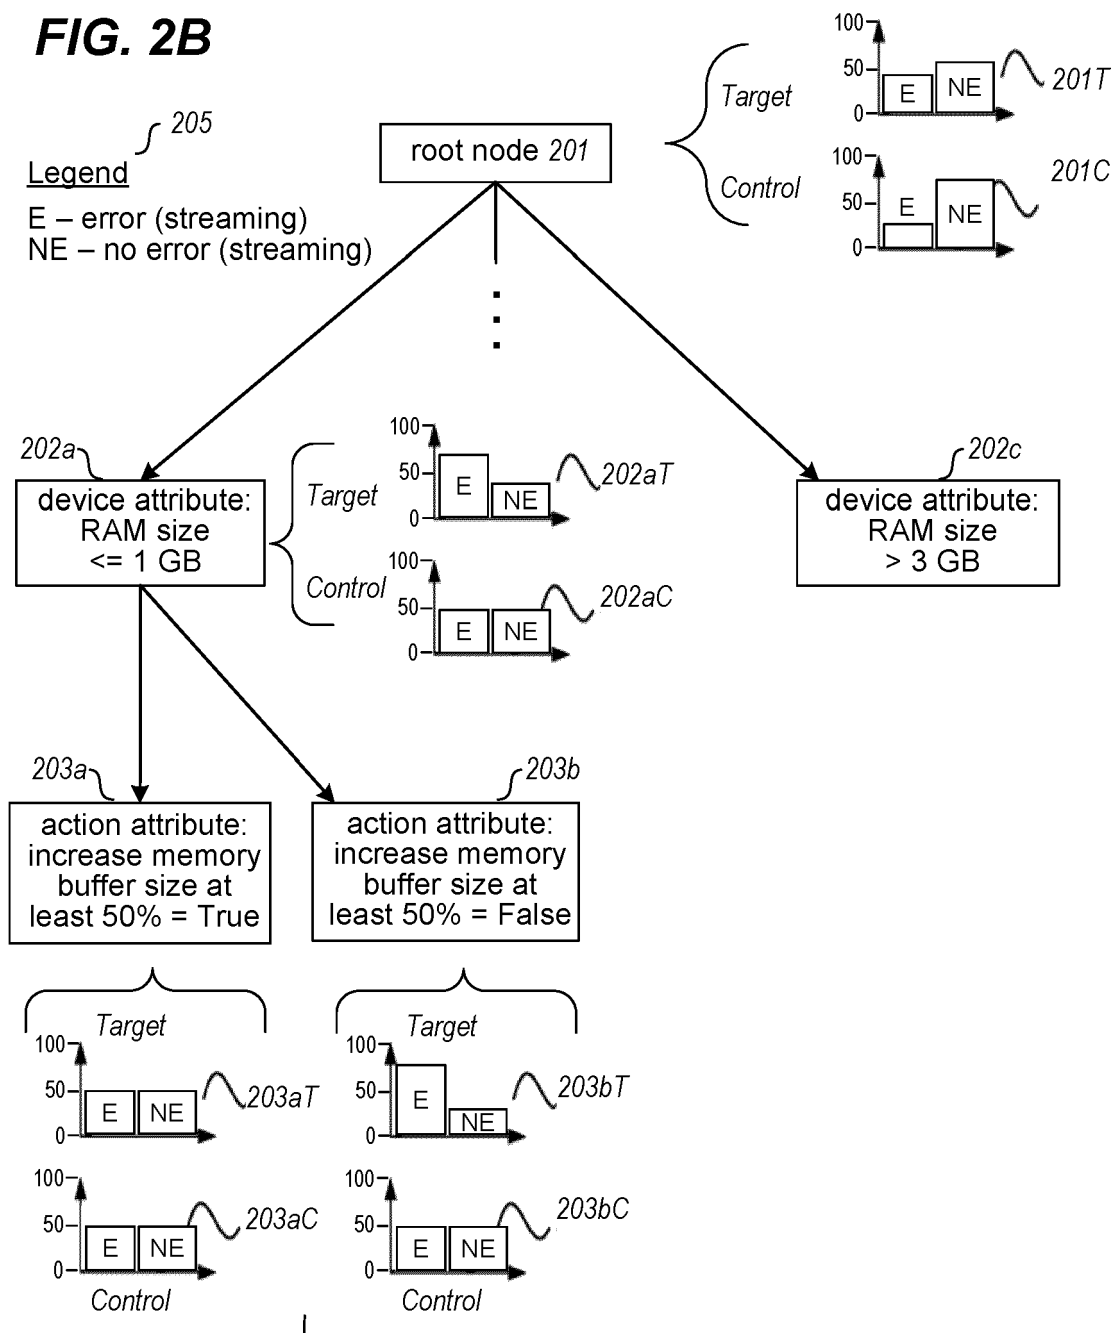 FIG. 2B
205
Legend
E – error (streaming)
NE – no error (streaming)
root node 201
Target
100
50
0
E
NE
201T
Control
100
50
0
E
NE
201C
202a
device attribute:
RAM size
<= 1 GB
Target
100
50
0
E
NE
202aT
Control
100
50
0
E
NE
202aC
202c
device attribute:
RAM size
> 3 GB
203a
action attribute:
increase memory
buffer size at
least 50% = True
203b
action attribute:
increase memory
buffer size at
least 50% = False
Target
100
50
0
E
NE
203aT
100
50
0
E
NE
203aC
Control
Target
100
50
0
E
NE
203bT
100
50
0
E
NE
203bC
Control